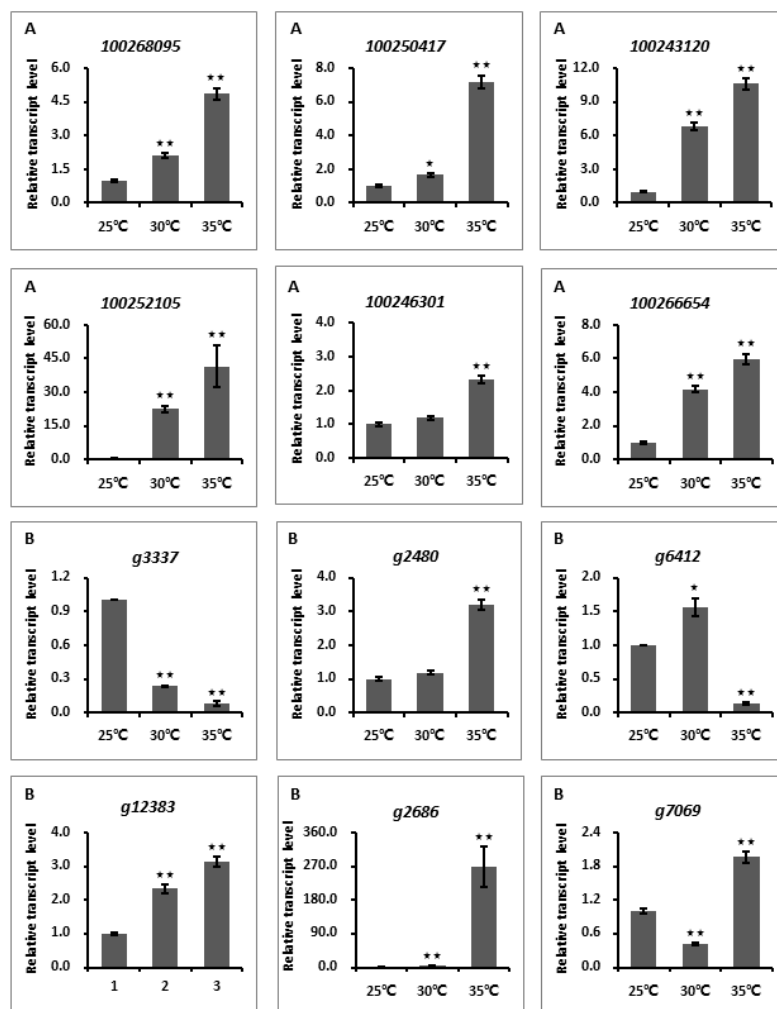 A
100268095
Relative transcript level
6.0
★★
4.5
3.0
★★
1.5
0.0
25℃ 30℃ 35℃
A
100250417
Relative transcript level
8.0
★★
6.0
4.0
★
2.0
0.0
25℃ 30℃ 35℃
A
100243120
Relative transcript level
12.0
★★
9.0
★★
6.0
3.0
0.0
25℃ 30℃ 35℃
A
100252105
Relative transcript level
60.0
★★
45.0
30.0
★★
15.0
0.0
25℃ 30℃ 35℃
A
100246301
Relative transcript level
4.0
3.0
★★
2.0
1.0
0.0
25℃ 30℃ 35℃
A
100266654
Relative transcript level
8.0
★★
6.0
★★
4.0
2.0
0.0
25℃ 30℃ 35℃
B
g3337
Relative transcript level
1.2
0.9
0.6
0.3
★★
★★
0.0
25℃ 30℃ 35℃
B
g2480
Relative transcript level
4.0
★★
3.0
2.0
1.0
0.0
25℃ 30℃ 35℃
B
g6412
Relative transcript level
2.0
★
1.5
1.0
0.5
★★
0.0
25℃ 30℃ 35℃
B
g12383
Relative transcript level
4.0
★★
3.0
★★
2.0
1.0
0.0
1 2 3
B
g2686
Relative transcript level
360.0
★★
270.0
180.0
90.0
★★
0.0
25℃ 30℃ 35℃
B
g7069
Relative transcript level
2.4
★★
1.8
1.2
0.6
★★
0.0
25℃ 30℃ 35℃